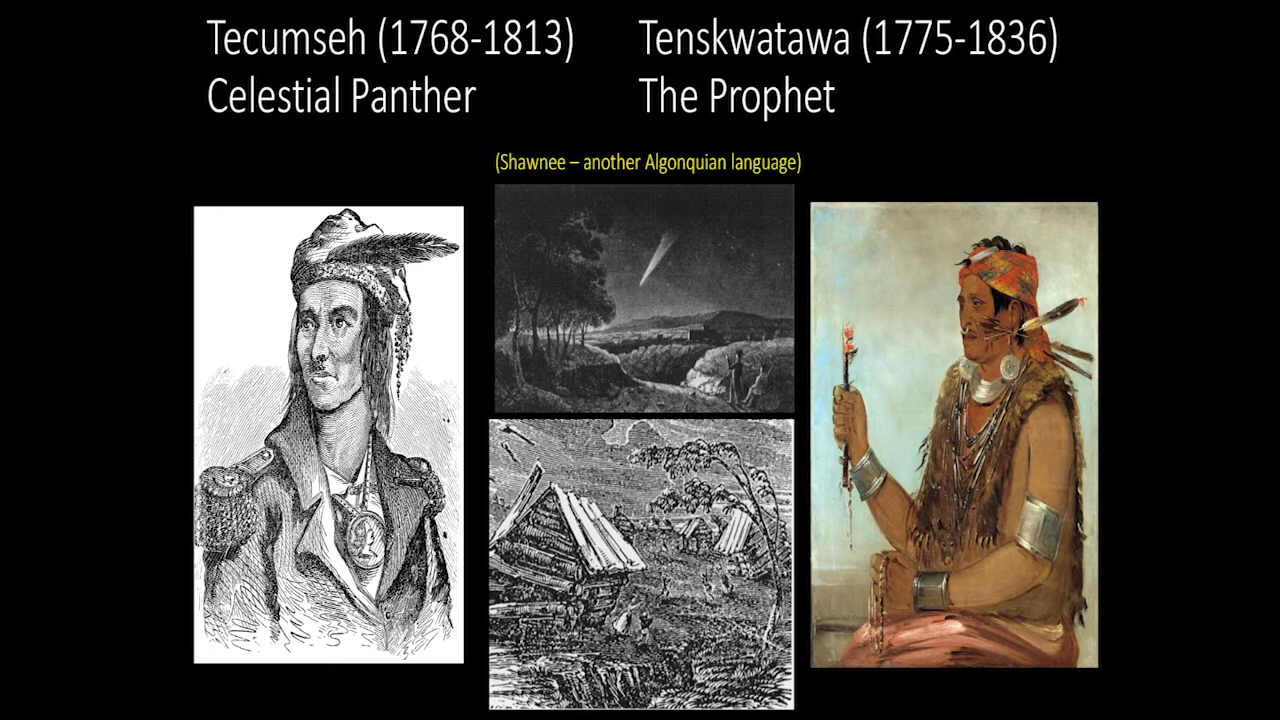 Tecumseh (1768-1813)
Celestial Panther
Tenskwatawa (1775-1836)
The Prophet
(Shawnee – another Algonquian language)